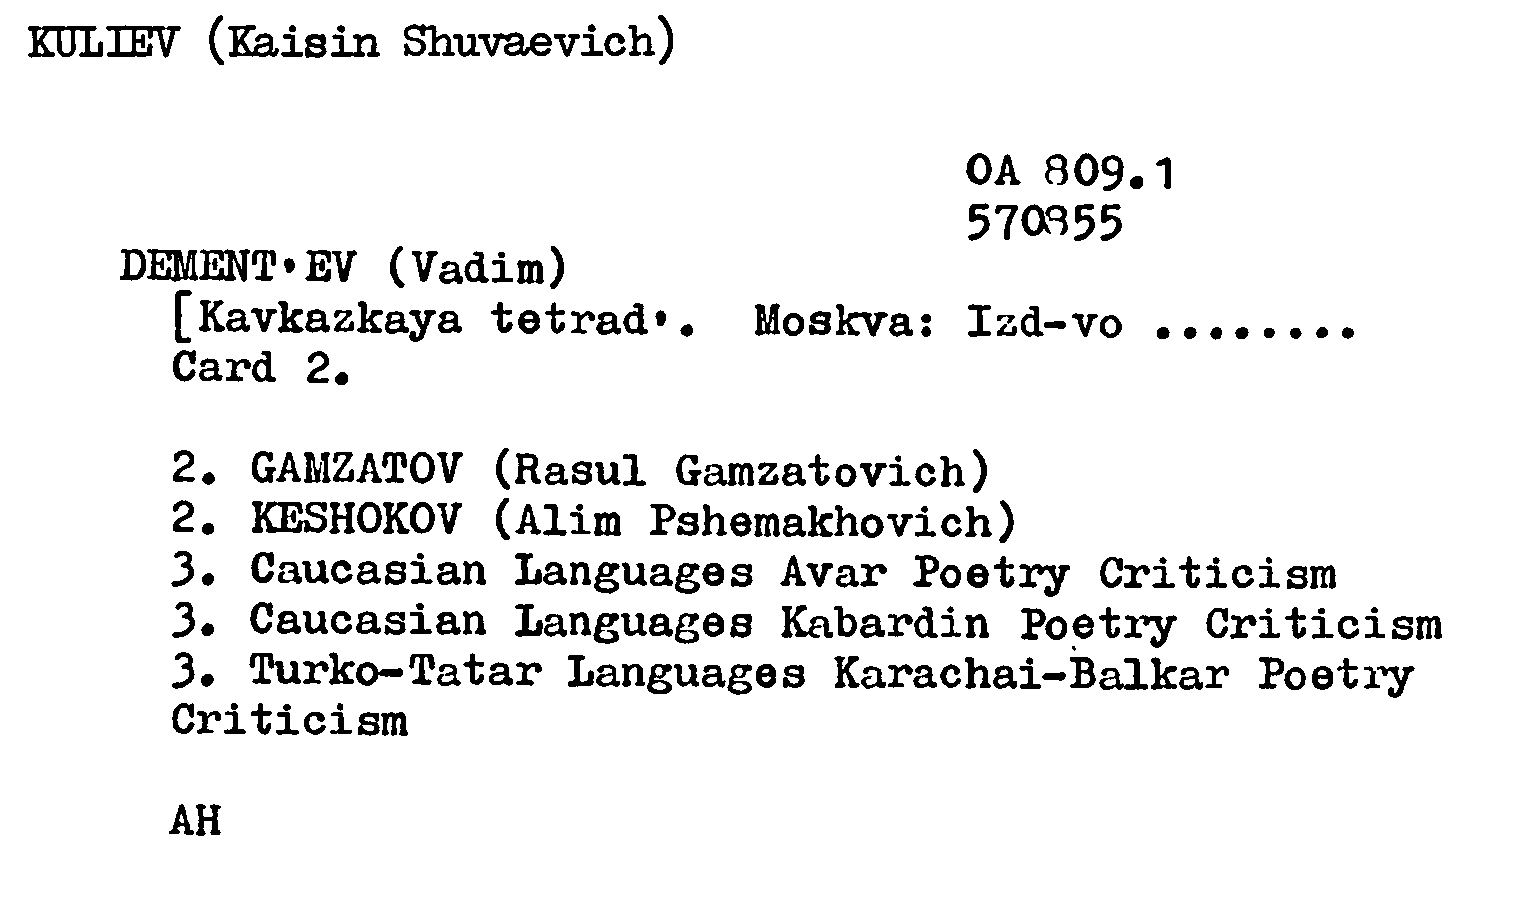 KULIEV (Kaisin Shuvaevich)
OA 809.1
570855
DEMENT'EV (Vadim)
[Kavkazkaya tetrad'. Moskva: Izd-vo ........
Card 2.
2. GAMZATOV (Rasul Gamzatovich)
2. KESHOKOV (Alim Pshemakhovich)
3. Caucasian Languages Avar Poetry Criticism
3. Caucasian Languages Kabardin Poetry Criticism
3. Turko-Tatar Languages Karachai-Balkar Poetry
Criticism
AH